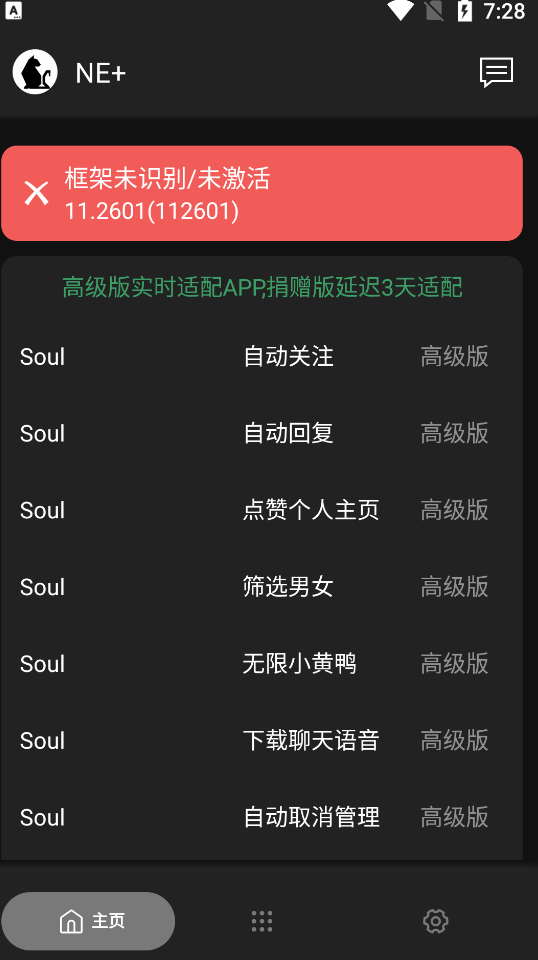 A
7:28
NE+
框架未识别/未激活
11.2601(112601)
高级版实时适配APP,捐赠版延迟3天适配
Soul 自动关注 高级版
Soul 自动回复 高级版
Soul 点赞个人主页 高级版
Soul 筛选男女 高级版
Soul 无限小黄鸭 高级版
Soul 下载聊天语音 高级版
Soul 自动取消管理 高级版
主页